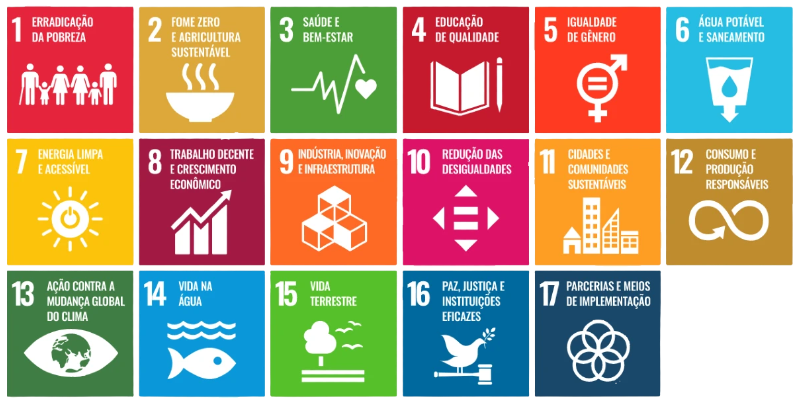 1 ERRADICAÇÃO
DA POBREZA
2 FOME ZERO
E AGRICULTURA
SUSTENTÁVEL
3 SAÚDE E
BEM-ESTAR
4 EDUCAÇÃO
DE QUALIDADE
5 IGUALDADE
DE GÊNERO
6 ÁGUA POTÁVEL
E SANEAMENTO
7 ENERGIA LIMPA
E ACESSÍVEL
8 TRABALHO DECENTE
E CRESCIMENTO
ECONÔMICO
9 INDÚSTRIA, INOVAÇÃO
E INFRAESTRUTURA
10 REDUÇÃO DAS
DESIGUALDADES
11 CIDADES E
COMUNIDADES
SUSTENTÁVEIS
12 CONSUMO E
PRODUÇÃO
RESPONSÁVEIS
13 AÇÃO CONTRA A
MUDANÇA GLOBAL
DO CLIMA
14 VIDA NA
ÁGUA
15 VIDA
TERRESTRE
16 PAZ, JUSTIÇA E
INSTITUIÇÕES
EFICAZES
17 PARCERIAS E MEIOS
DE IMPLEMENTAÇÃO